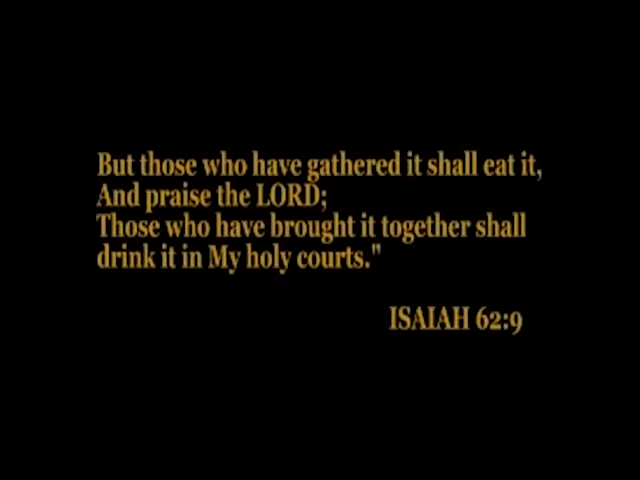 But those who have gathered it shall eat it,
And praise the LORD;
Those who have brought it together shall
drink it in My holy courts."
ISAIAH 62:9